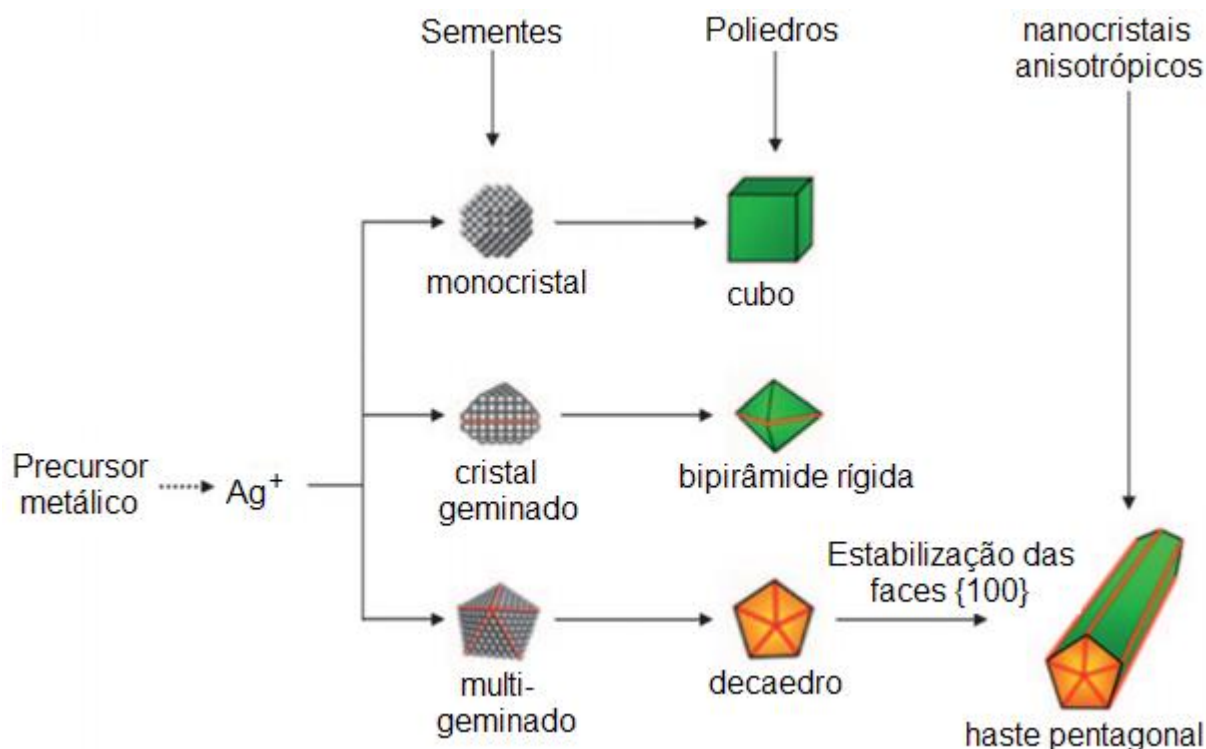 Sementes
Poliedros
nanocristais
anisotrópicos
monocristal
cubo
Precursor
metálico
Ag⁺
cristal
geminado
bipirâmide rígida
Estabilização das
faces {100}
multi-
geminado
decaedro
haste pentagonal